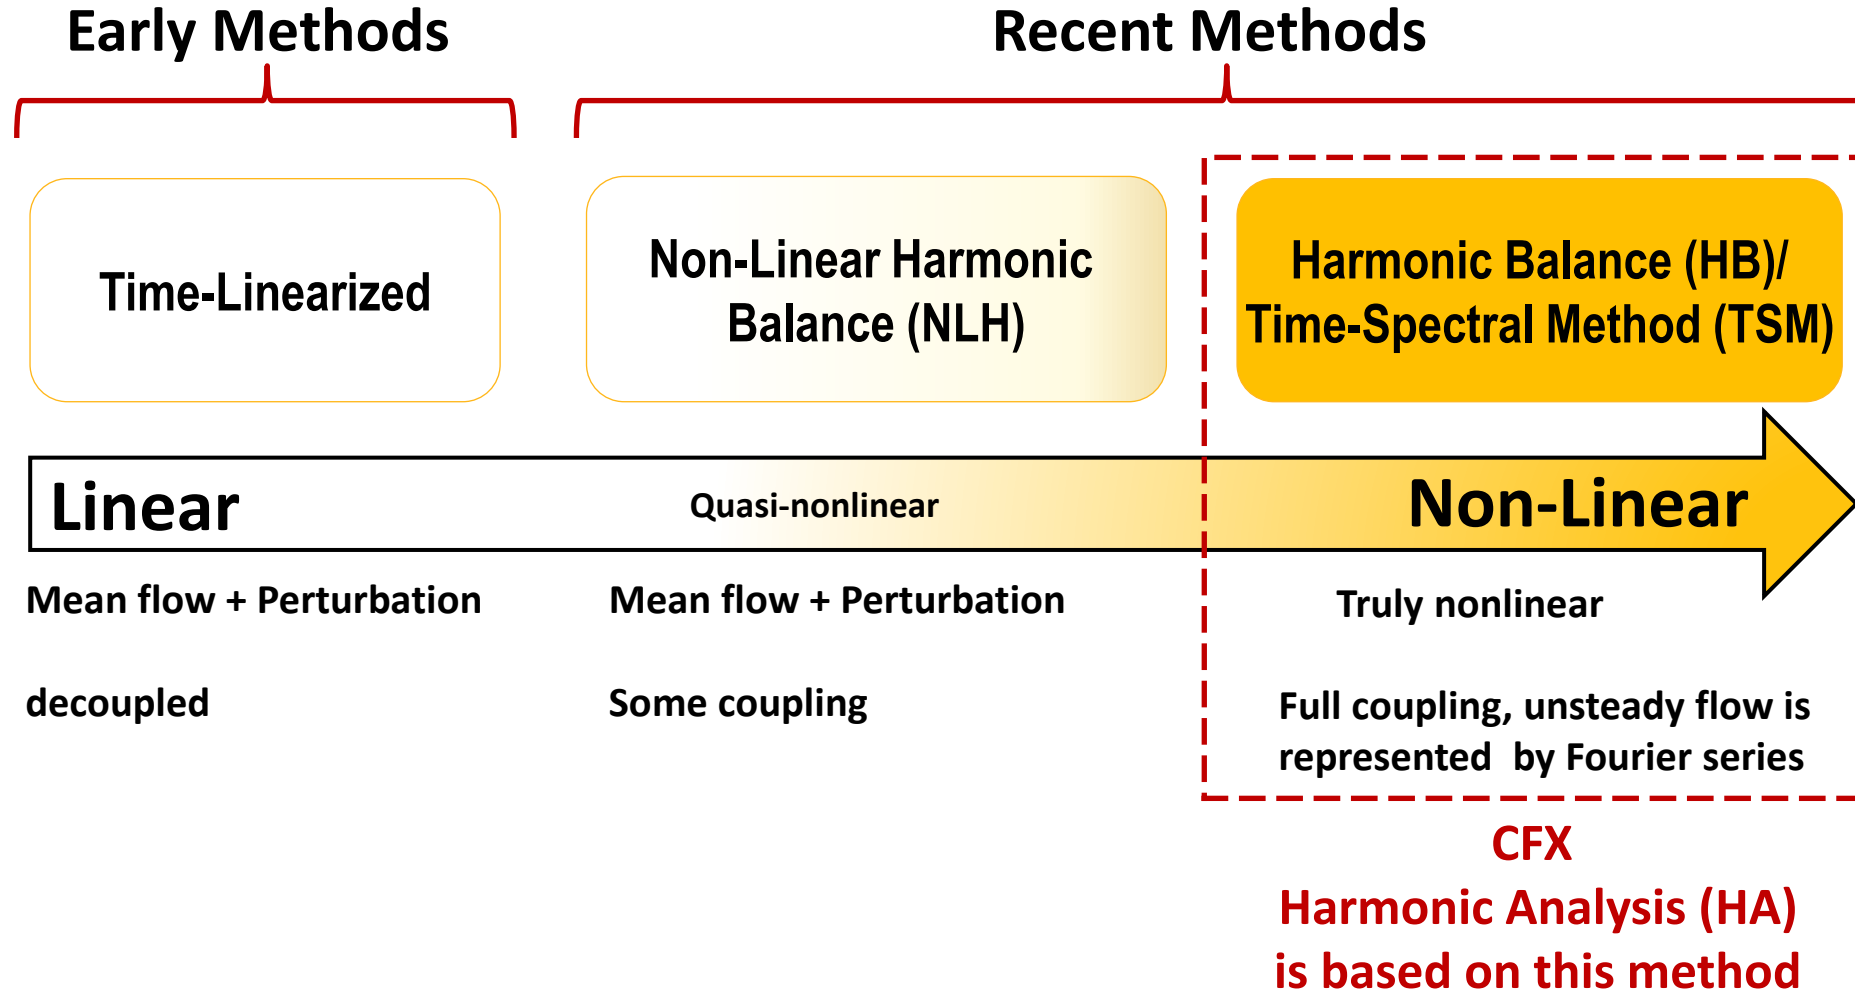 Early Methods
Recent Methods
Time-Linearized
Non-Linear Harmonic
Balance (NLH)
Harmonic Balance (HB)/
Time-Spectral Method (TSM)
Linear
Quasi-nonlinear
Non-Linear
Mean flow + Perturbation
decoupled
Mean flow + Perturbation
Some coupling
Truly nonlinear
Full coupling, unsteady flow is
represented by Fourier series
CFX
Harmonic Analysis (HA)
is based on this method